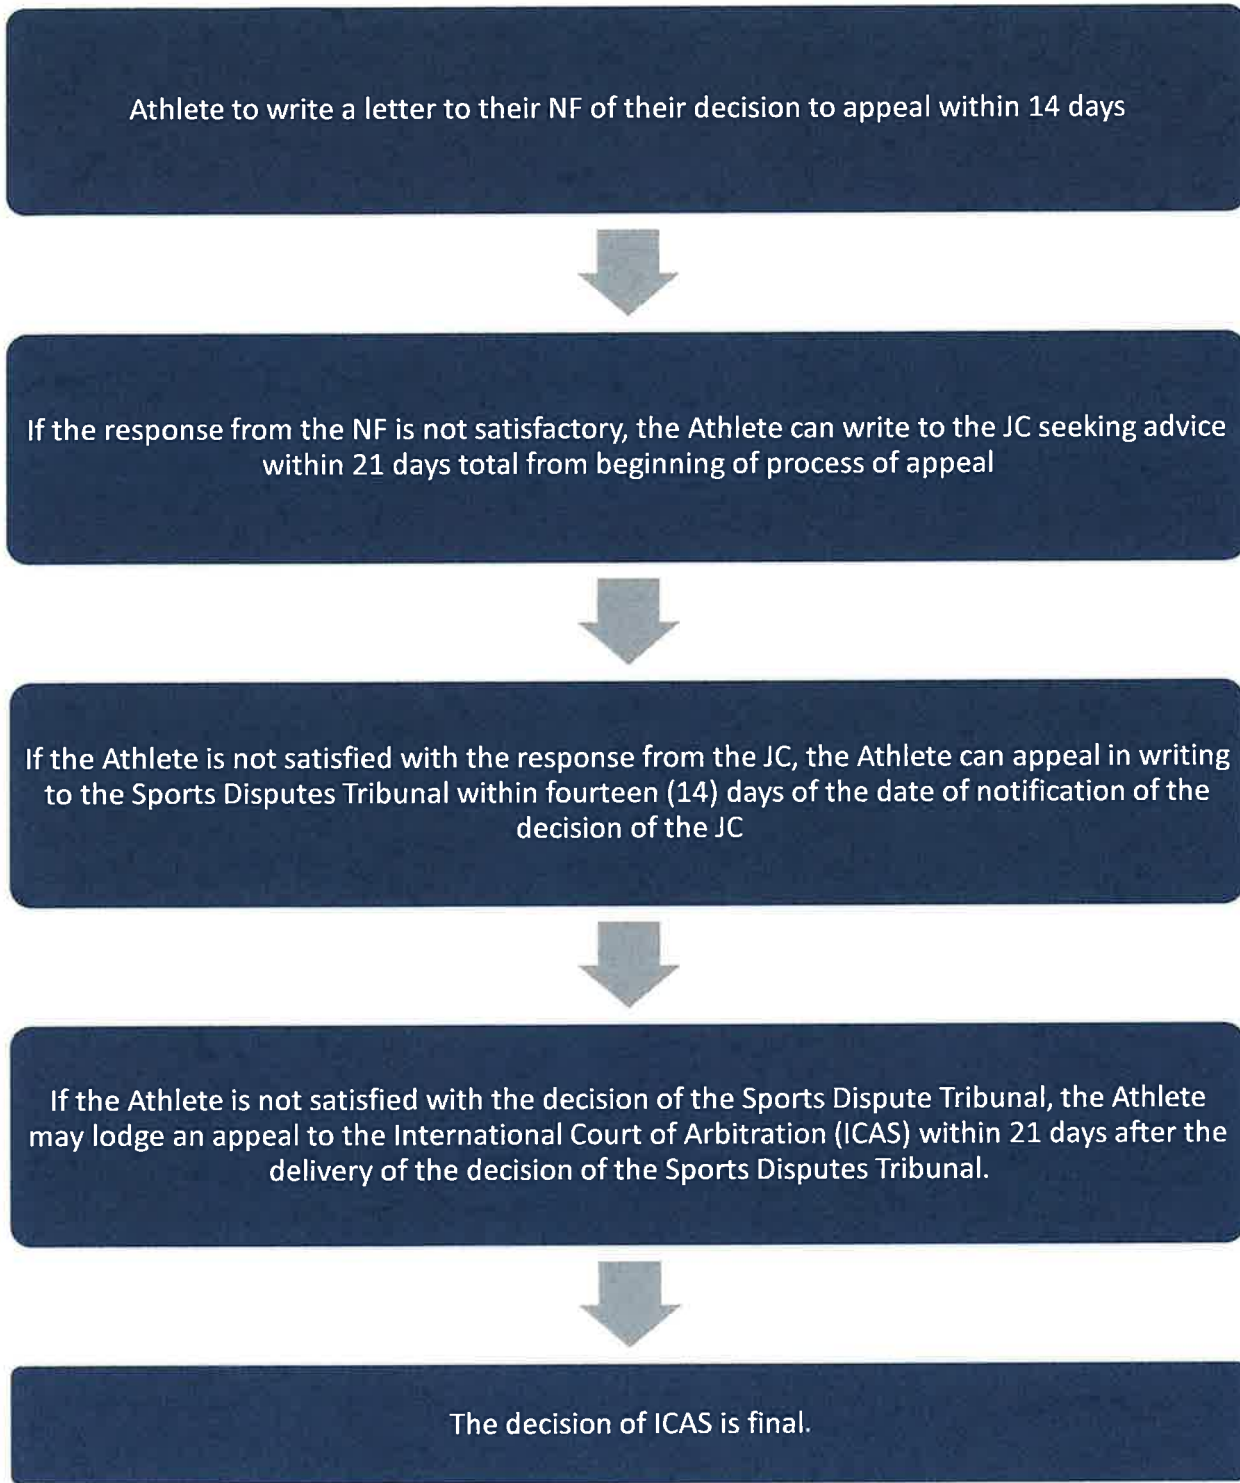 Athlete to write a letter to their NF of their decision to appeal within 14 days
If the response from the NF is not satisfactory, the Athlete can write to the JC seeking advice
within 21 days total from beginning of process of appeal
If the Athlete is not satisfied with the response from the JC, the Athlete can appeal in writing
to the Sports Disputes Tribunal within fourteen (14) days of the date of notification of the
decision of the JC
If the Athlete is not satisfied with the decision of the Sports Dispute Tribunal, the Athlete
may lodge an appeal to the International Court of Arbitration (ICAS) within 21 days after the
delivery of the decision of the Sports Disputes Tribunal.
The decision of ICAS is final.